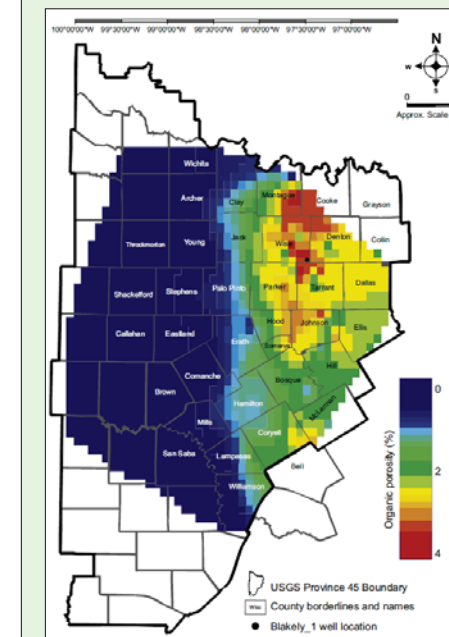 100°00'00"W 99°30'00"W 99°00'00"W 98°30'00"W 98°00'00"W 97°30'00"W 97°00'00"W
N
W
S
0
Approx. Scale
Wichita
Montague
Archer
Clay
Cooke
Grayson
Throckmorton
Young
Jack
Wise
Denton
Collin
Shackelford
Stephens
Palo Pinto
Parker
Tarrant
Dallas
Callahan
Eastland
Hood
Johnson
Ellis
Erath
Somervell
Comanche
Hill
Brown
Bosque
Hamilton
McLennan
Mills
Coryell
San Saba
Lampasas
Bell
Williamson
Organic porosity (%)
0
2
4
USGS Province 45 Boundary
Wise County borderlines and names
Blakely_1 well location